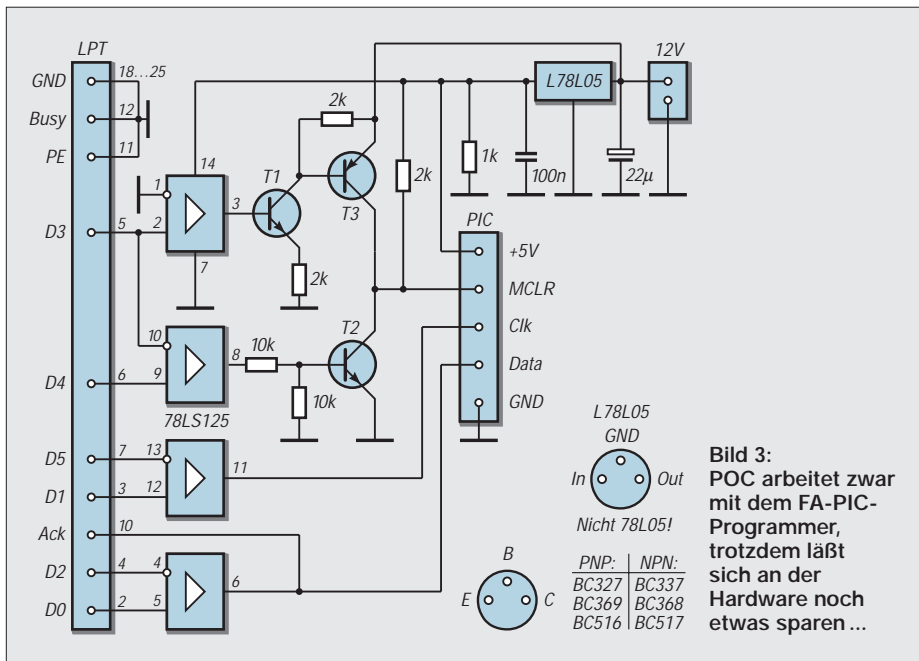 LPT
GND
18...25
Busy
12
PE
11
D3
5
1
2
14
3
7
T1
2k
2k
T3
2k
1k
100n
L78L05
22µ
12V
PIC
+5V
MCLR
Clk
Data
GND
D4
6
10
9
8
78LS125
10k
10k
T2
D5
7
13
D1
3
12
11
Ack
10
D2
4
4
D0
2
5
6
L78L05
GND
In
Out
Nicht 78L05!
B
E
C
PNP: NPN:
BC327 BC337
BC369 BC368
BC516 BC517
Bild 3:
POC arbeitet zwar
mit dem FA-PIC-
Programmer,
trotzdem läßt
sich an der
Hardware noch
etwas sparen ...